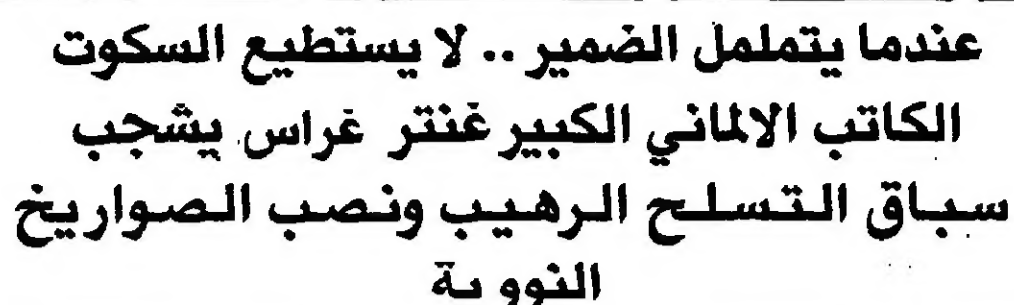 عندما يتململ الضمير .. لا يستطيع السكوت
الكاتب الالماني الكبير غنتر غراس يشجب
سباق التسلح الرهيب ونصب الصواريخ
النووية